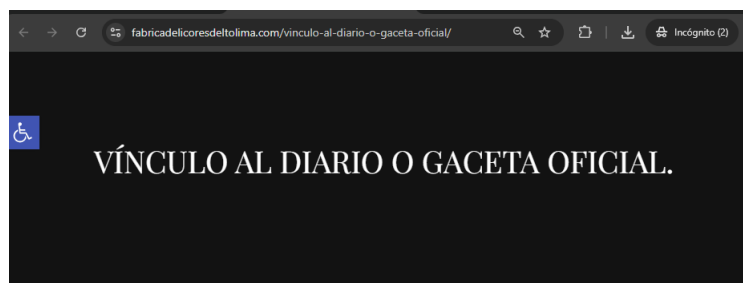 fabricadelicoresdeltolima.com/vinculo-al-diario-o-gaceta-oficial/ Incógnito (2)
VÍNCULO AL DIARIO O GACETA OFICIAL.